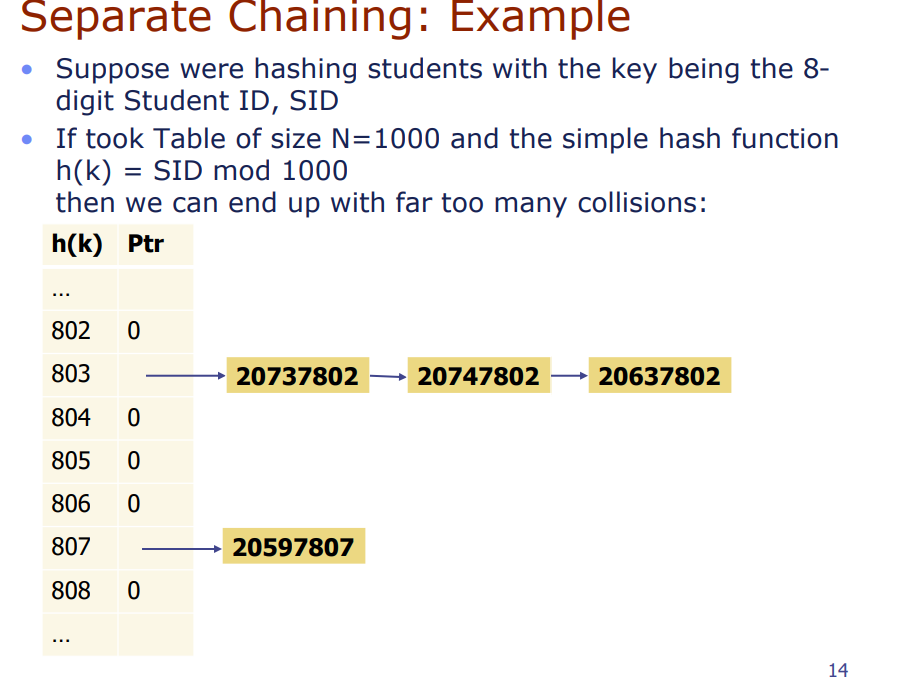 Separate Chaining: Example
• Suppose were hashing students with the key being the 8-
digit Student ID, SID
• If took Table of size N=1000 and the simple hash function
h(k) = SID mod 1000
then we can end up with far too many collisions:
h(k) Ptr
...
802 0
803 20737802 20747802 20637802
804 0
805 0
806 0
807 20597807
808 0
...
14